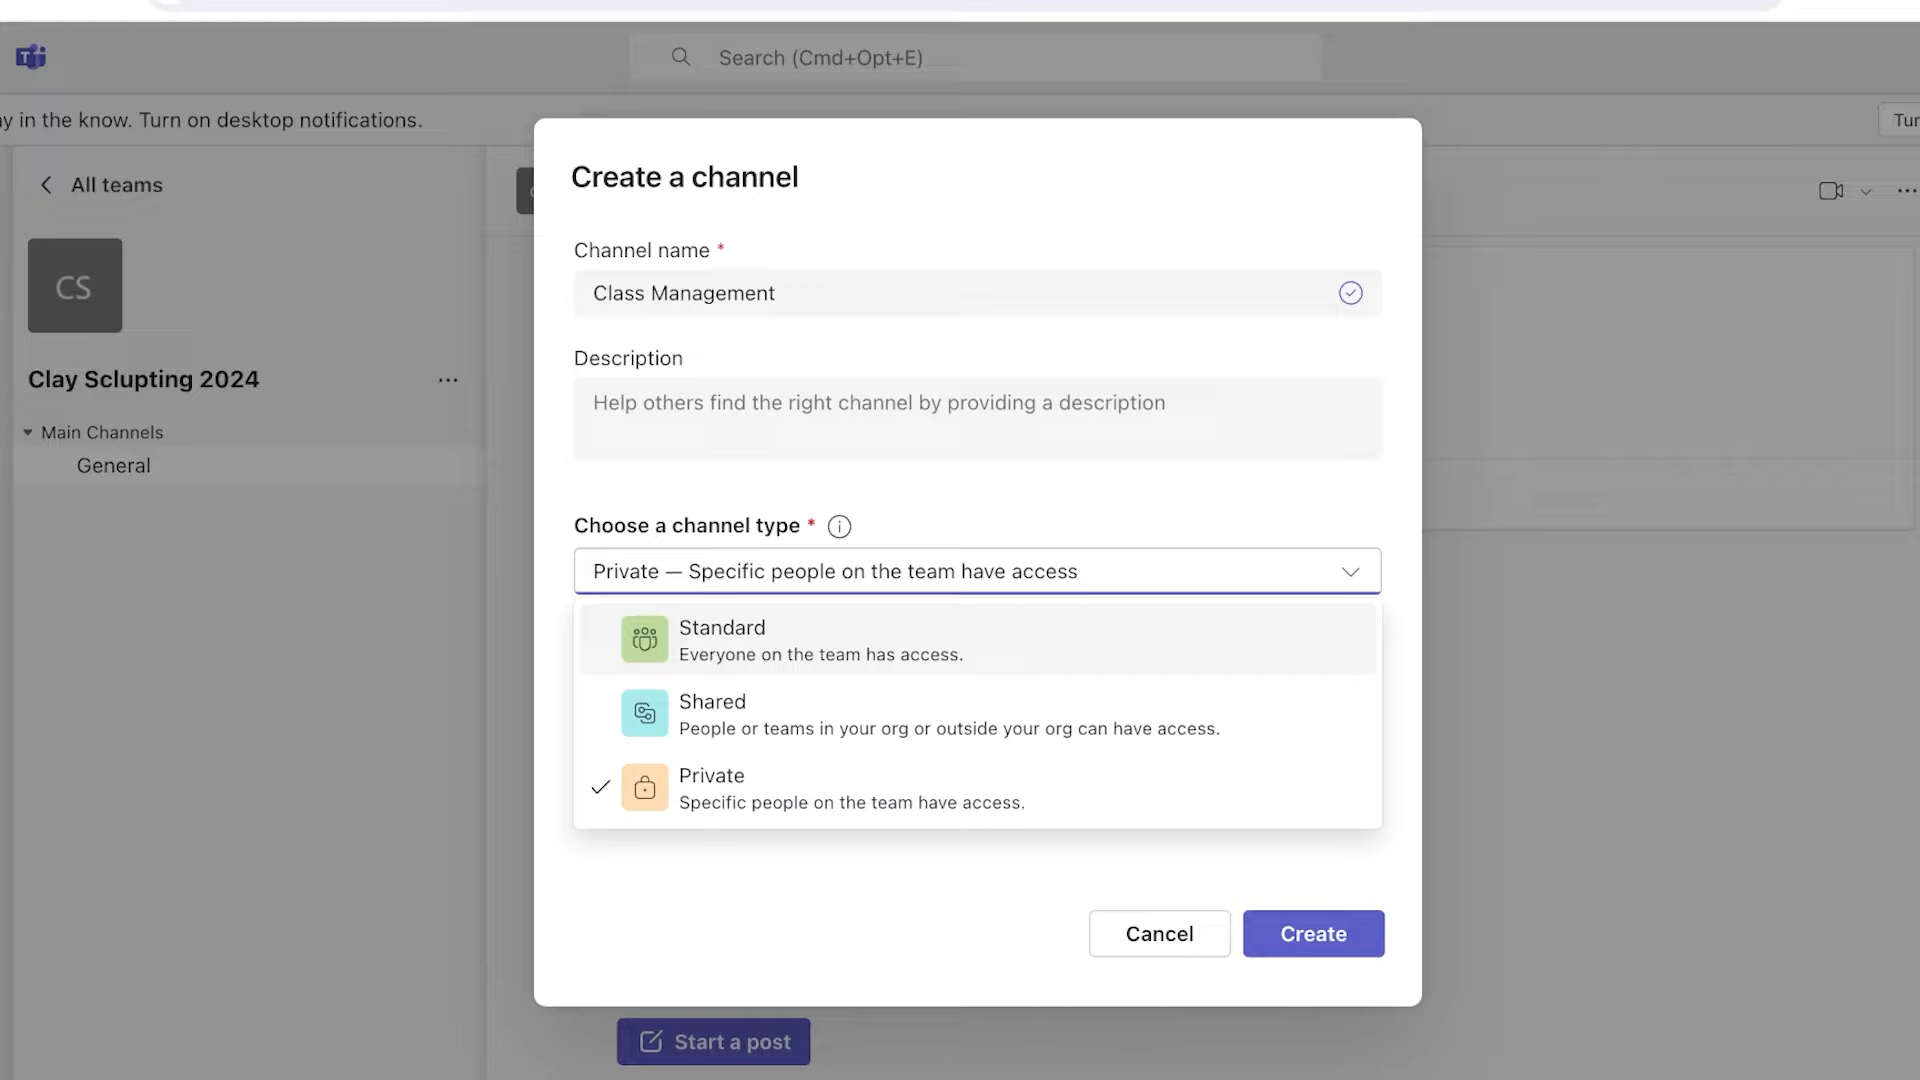 Search (Cmd+Opt+E)
ay in the know. Turn on desktop notifications.
Tur
All teams
CS
Clay Sclupting 2024
Main Channels
General
Create a channel
Channel name *
Class Management
Description
Help others find the right channel by providing a description
Choose a channel type *
Private — Specific people on the team have access
Standard
Everyone on the team has access.
Shared
People or teams in your org or outside your org can have access.
Private
Specific people on the team have access.
Cancel
Create
Start a post